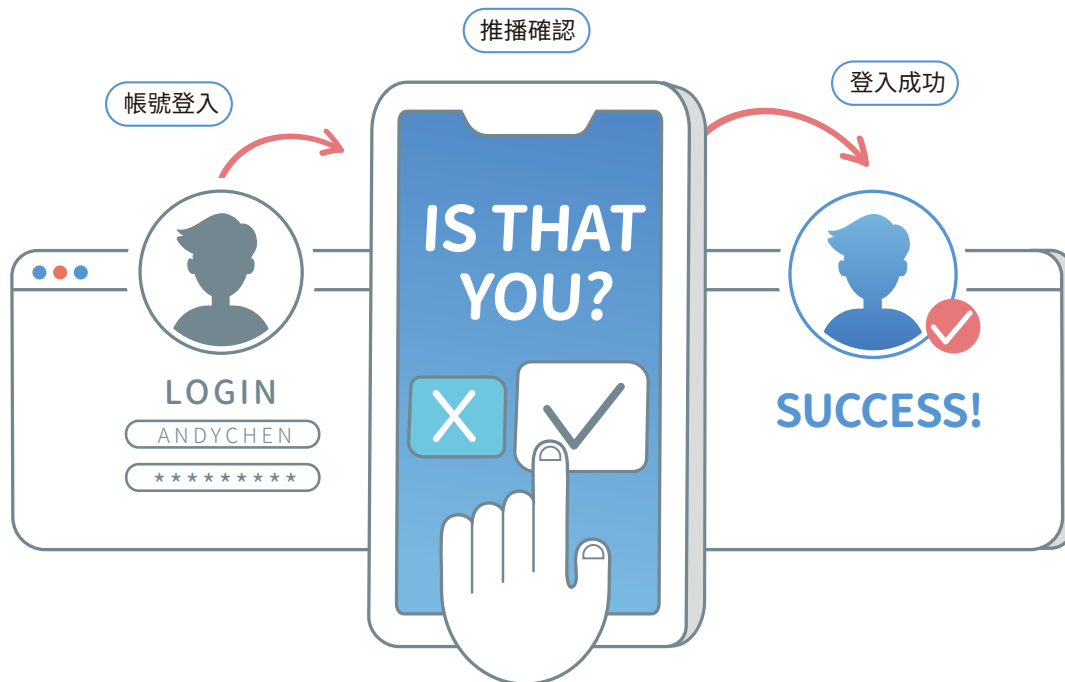 推播確認
帳號登入
登入成功
IS THAT
YOU?
LOGIN
ANDYCHEN
*********
SUCCESS!